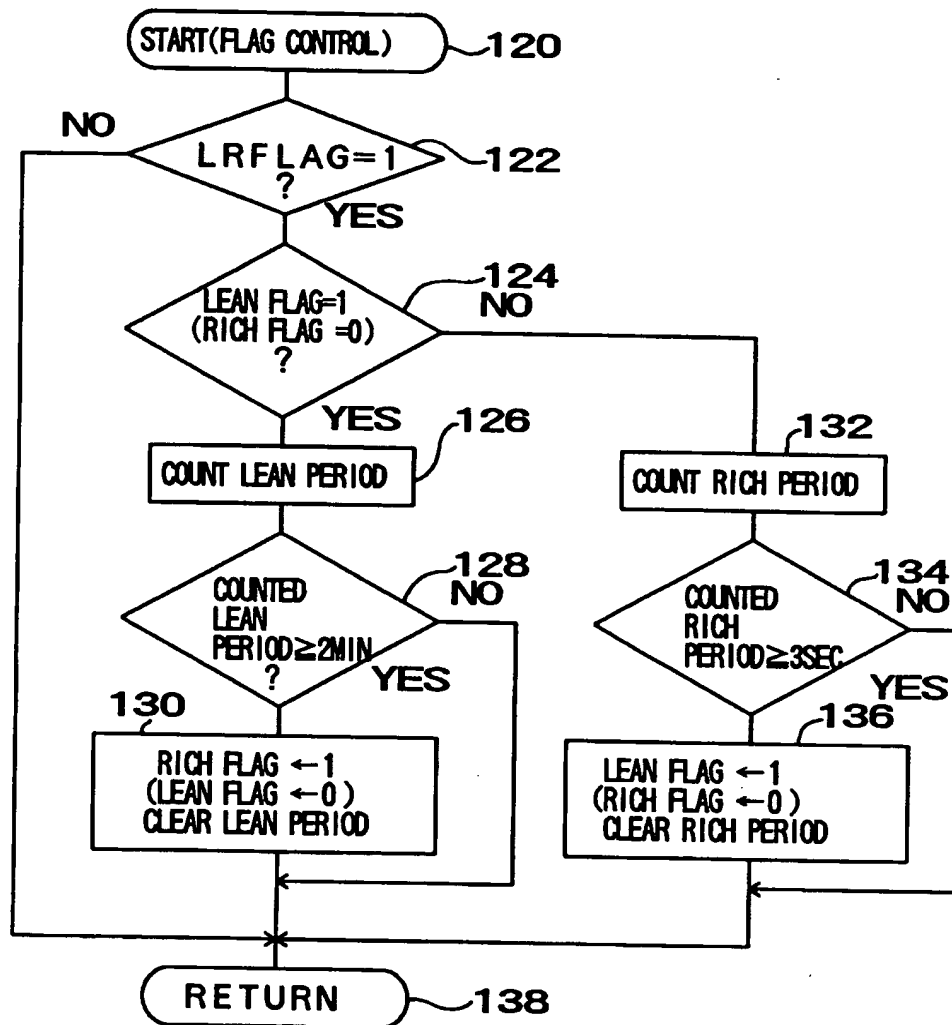 START(FLAG CONTROL)
120
NO
LRFLAG=1
?
122
YES
124
LEAN FLAG=1
(RICH FLAG =0)
?
NO
YES
126
COUNT LEAN PERIOD
132
COUNT RICH PERIOD
128
COUNTED
LEAN
PERIOD≧2MIN
?
NO
YES
134
COUNTED
RICH
PERIOD≧3SEC
NO
YES
130
RICH FLAG ←1
(LEAN FLAG ←0)
CLEAR LEAN PERIOD
136
LEAN FLAG ←1
(RICH FLAG ←0)
CLEAR RICH PERIOD
RETURN
138